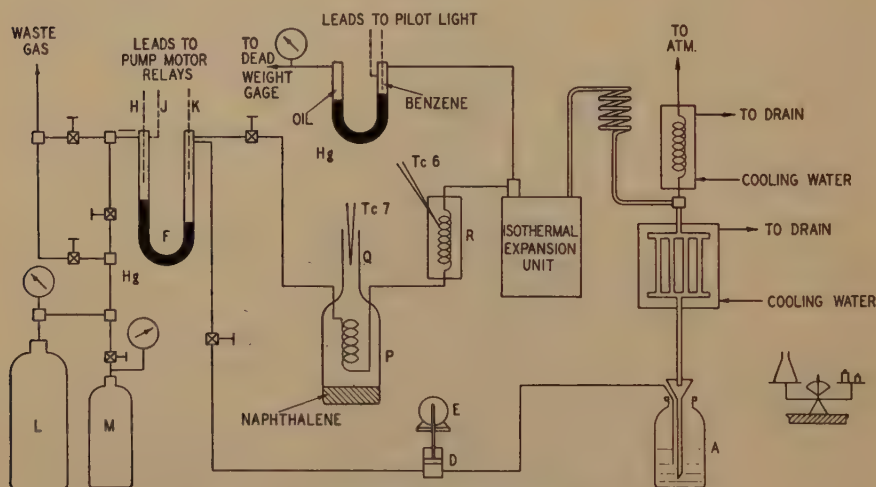 WASTE
GAS
LEADS TO
PUMP MOTOR
RELAYS
H J K
TO
DEAD
WEIGHT
GAGE
LEADS TO PILOT LIGHT
OIL
BENZENE
Hg
TO
ATM.
TO DRAIN
COOLING WATER
Tc 6
Tc 7
F
Hg
Q
R
ISOTHERMAL
EXPANSION
UNIT
TO DRAIN
COOLING WATER
P
NAPHTHALENE
E
D
L
M
A